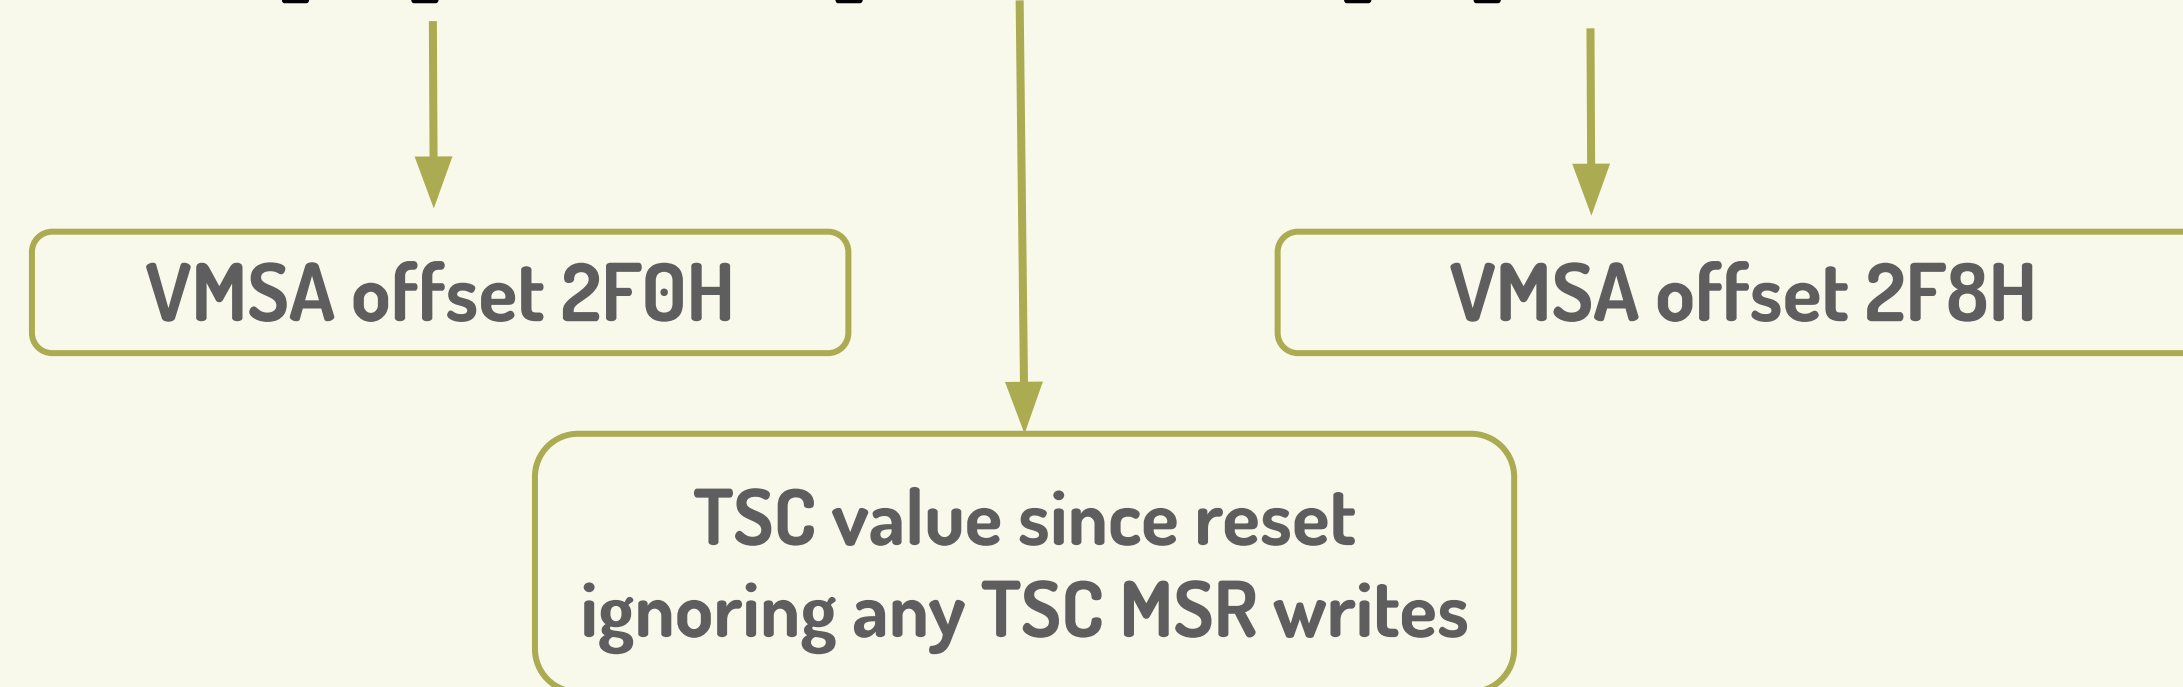 VMSA offset 2F0H
VMSA offset 2F8H
TSC value since reset
ignoring any TSC MSR writes